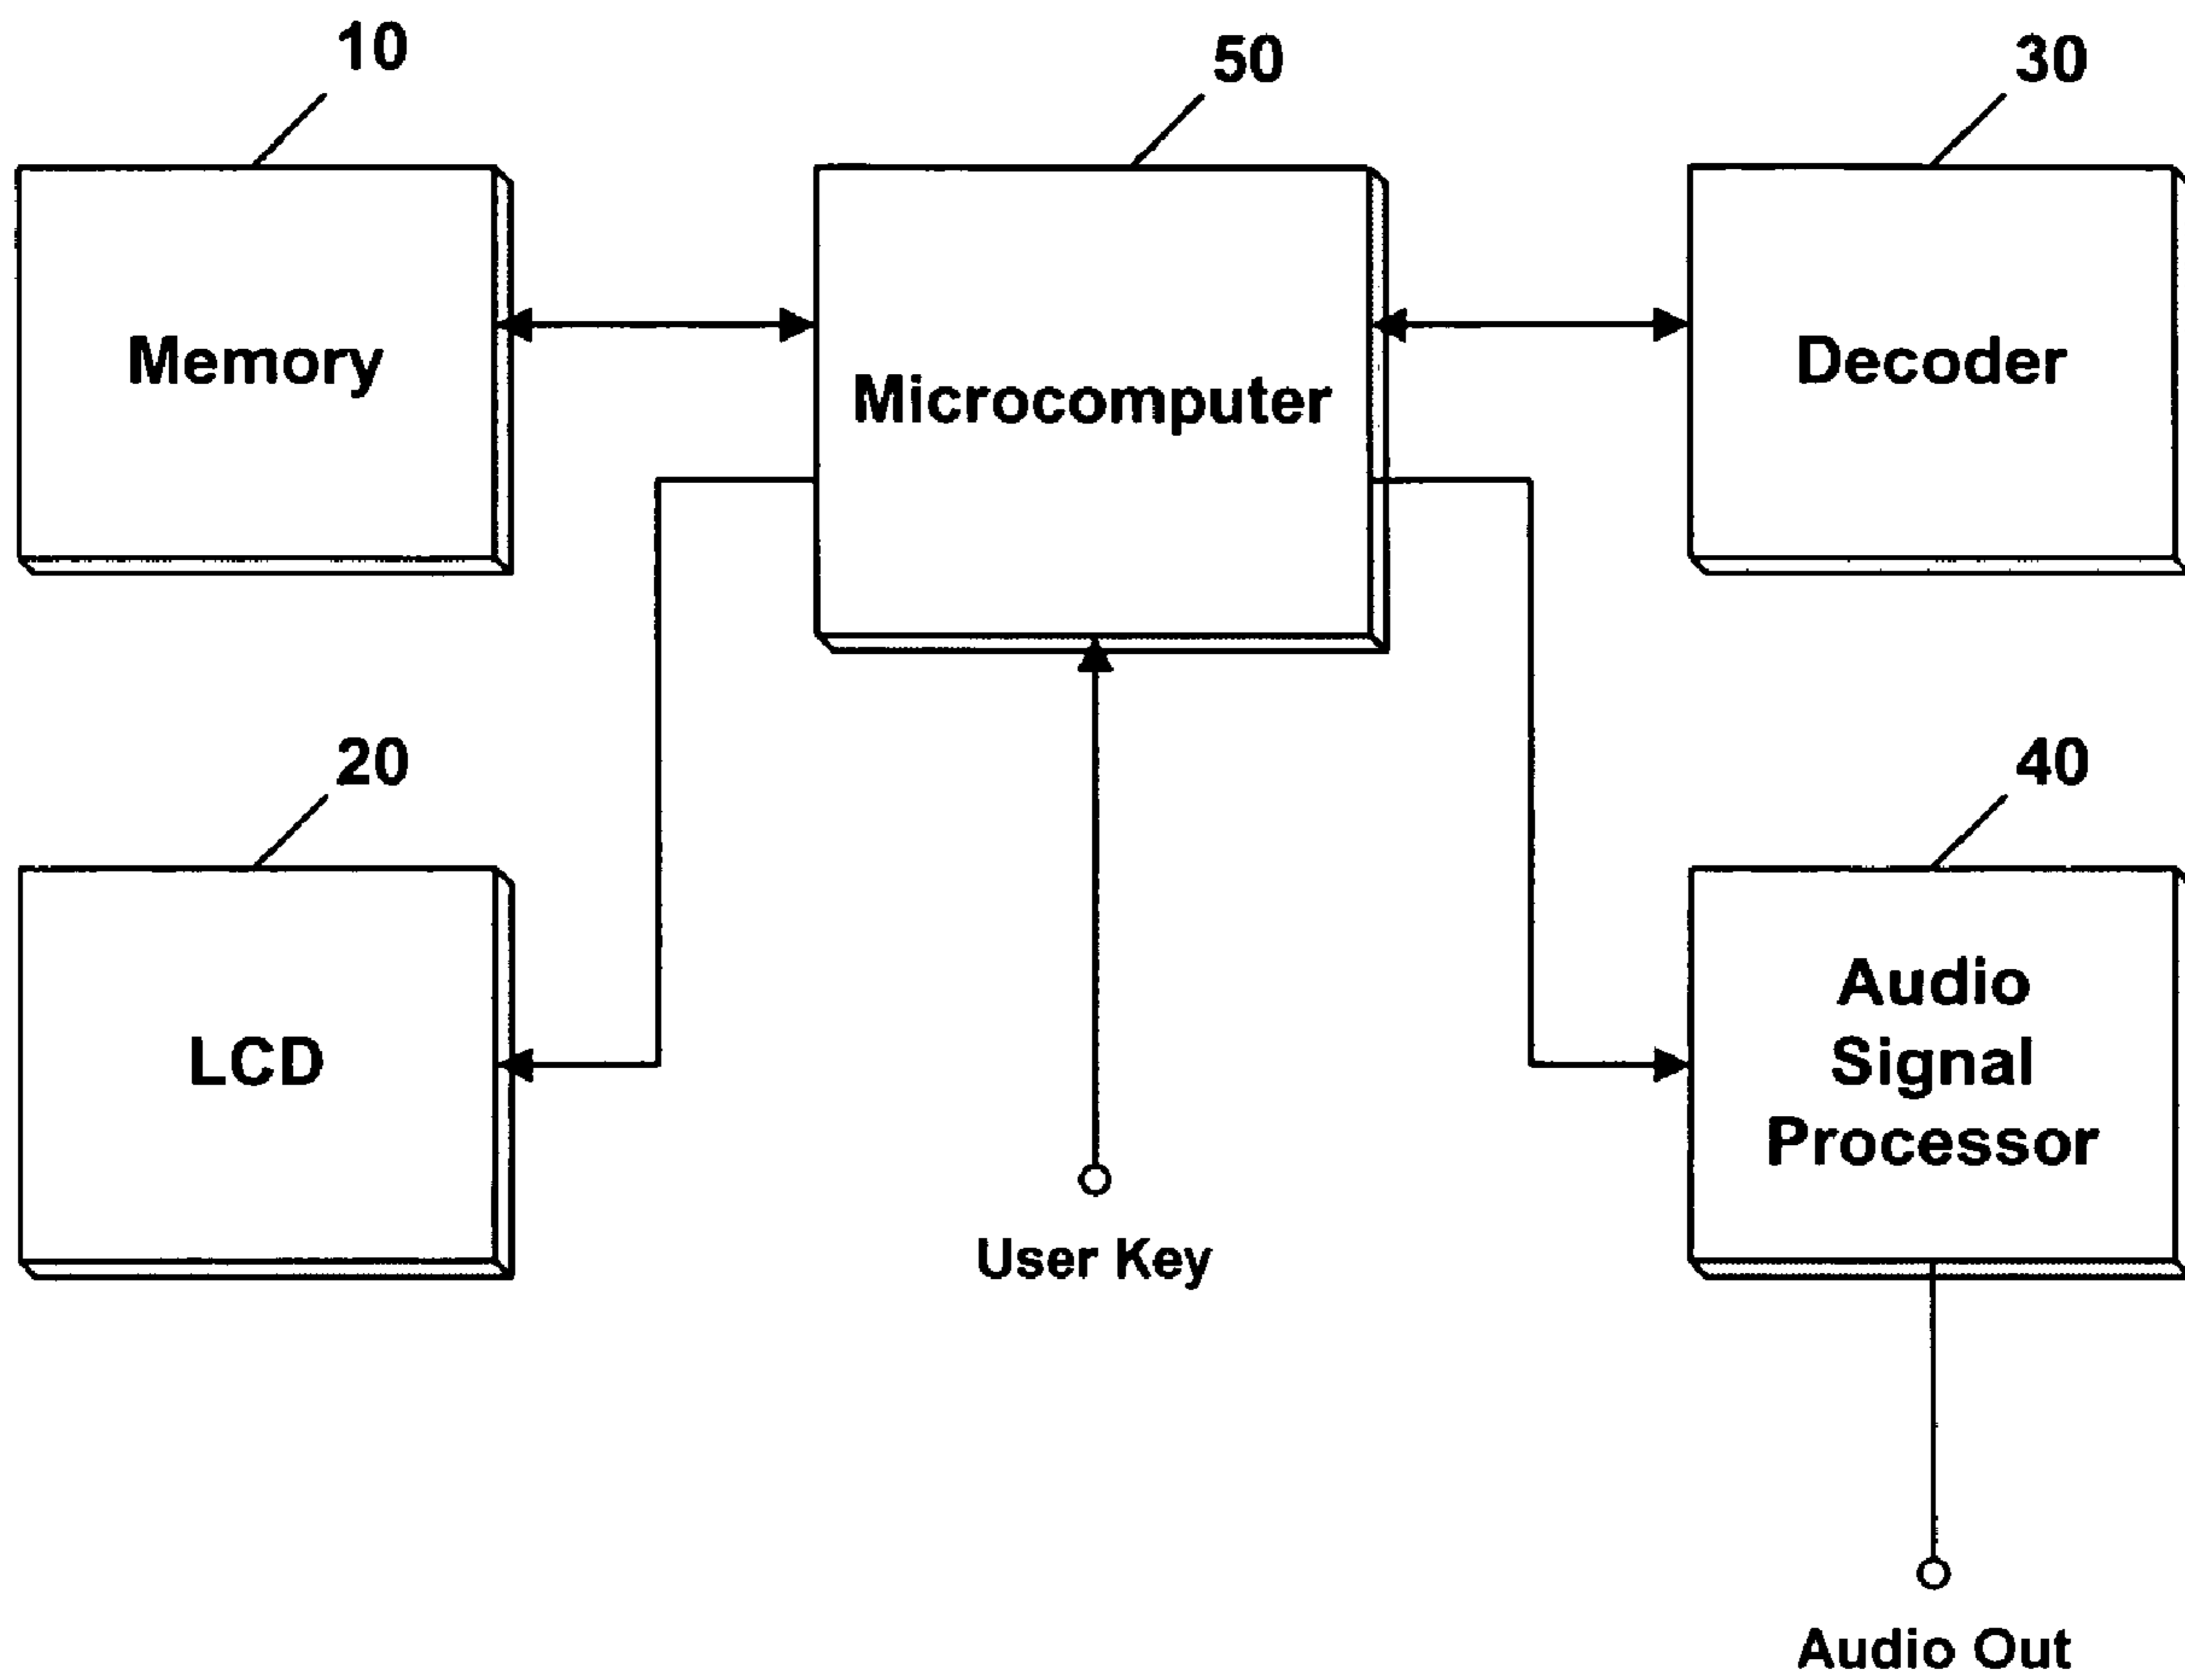 10
50
30
Memory
Microcomputer
Decoder
20
40
LCD
Audio
Signal
Processor
User Key
Audio Out